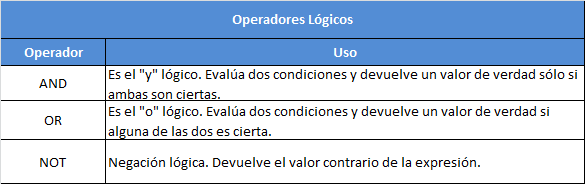 Operadores Lógicos
Operador Uso
AND
Es el "y" lógico. Evalúa dos condiciones y devuelve un valor de verdad sólo si
ambas son ciertas.
OR
Es el "o" lógico. Evalúa dos condiciones y devuelve un valor de verdad si
alguna de las dos es cierta.
NOT
Negación lógica. Devuelve el valor contrario de la expresión.